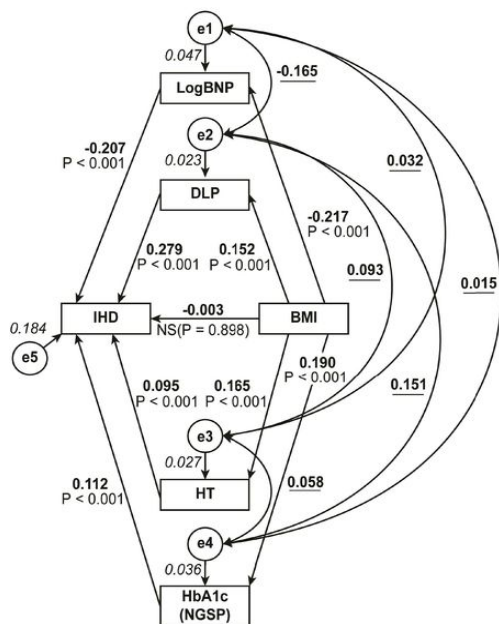 e1
0.047
-0.165
LogBNP
e2
-0.207
P < 0.001
0.023
0.032
DLP
-0.217
P < 0.001
0.279
P < 0.001
0.152
P < 0.001
0.093
0.015
-0.003
IHD
BMI
NS(P = 0.898)
0.184
e5
0.190
P < 0.001
0.095
P < 0.001
0.165
P < 0.001
0.151
e3
0.027
0.112
P < 0.001
HT
0.058
e4
0.036
HbA1c
(NGSP)